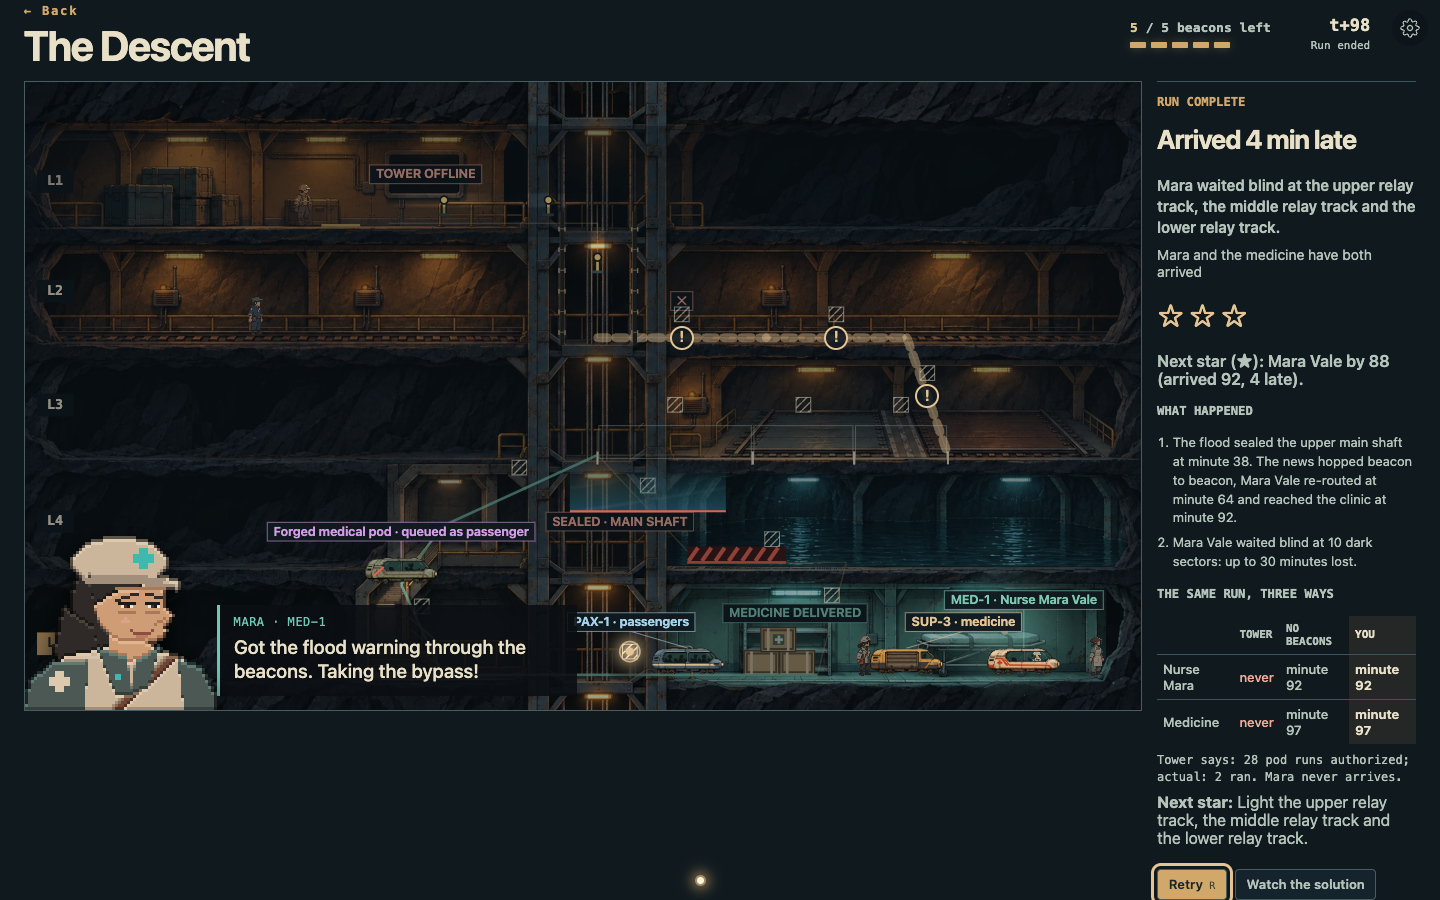 ← Back
The Descent
5 / 5 beacons left
t+98
Run ended
L1
TOWER OFFLINE
L2
L3
L4
Forged medical pod · queued as passenger
SEALED · MAIN SHAFT
PAX-1 · passengers
MEDICINE DELIVERED
MED-1 · Nurse Mara Vale
SUP-3 · medicine
MARA · MED-1
Got the flood warning through the
beacons. Taking the bypass!
RUN COMPLETE
Arrived 4 min late
Mara waited blind at the upper relay
track, the middle relay track and the
lower relay track.
Mara and the medicine have both
arrived
Next star (★): Mara Vale by 88
(arrived 92, 4 late).
WHAT HAPPENED
1. The flood sealed the upper main shaft
at minute 38. The news hopped beacon
to beacon, Mara Vale re-routed at
minute 64 and reached the clinic at
minute 92.
2. Mara Vale waited blind at 10 dark
sectors: up to 30 minutes lost.
THE SAME RUN, THREE WAYS
TOWER NO BEACONS YOU
Nurse Mara never minute 92 minute 92
Medicine never minute 97 minute 97
Tower says: 28 pod runs authorized;
actual: 2 ran. Mara never arrives.
Next star: Light the upper relay
track, the middle relay track and
the lower relay track.
Retry R
Watch the solution